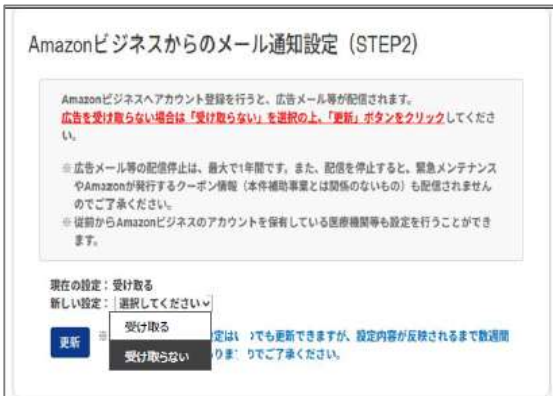 Amazonビジネスからのメール通知設定（STEP2）
Amazonビジネスへアカウント登録を行うと、広告メール等が配信されます。
広告を受け取らない場合は「受け取らない」を選択の上、「更新」ボタンをクリックしてくださ
い。
※広告メール等の配信停止は、最大で1年間です。また、配信を停止すると、緊急メンテナンス
やAmazonが発行するクーポン情報（本件補助事業とは関係のないもの）も配信されません
のでご了承ください。
※従前からAmazonビジネスのアカウントを保有している医療機関等も設定を行うことができ
ます。
現在の設定：受け取る
新しい設定：選択してください
受け取る
受け取らない
更新
※ 定は でも更新できますが、設定内容が反映されるまで数週間
りま でご了承ください。